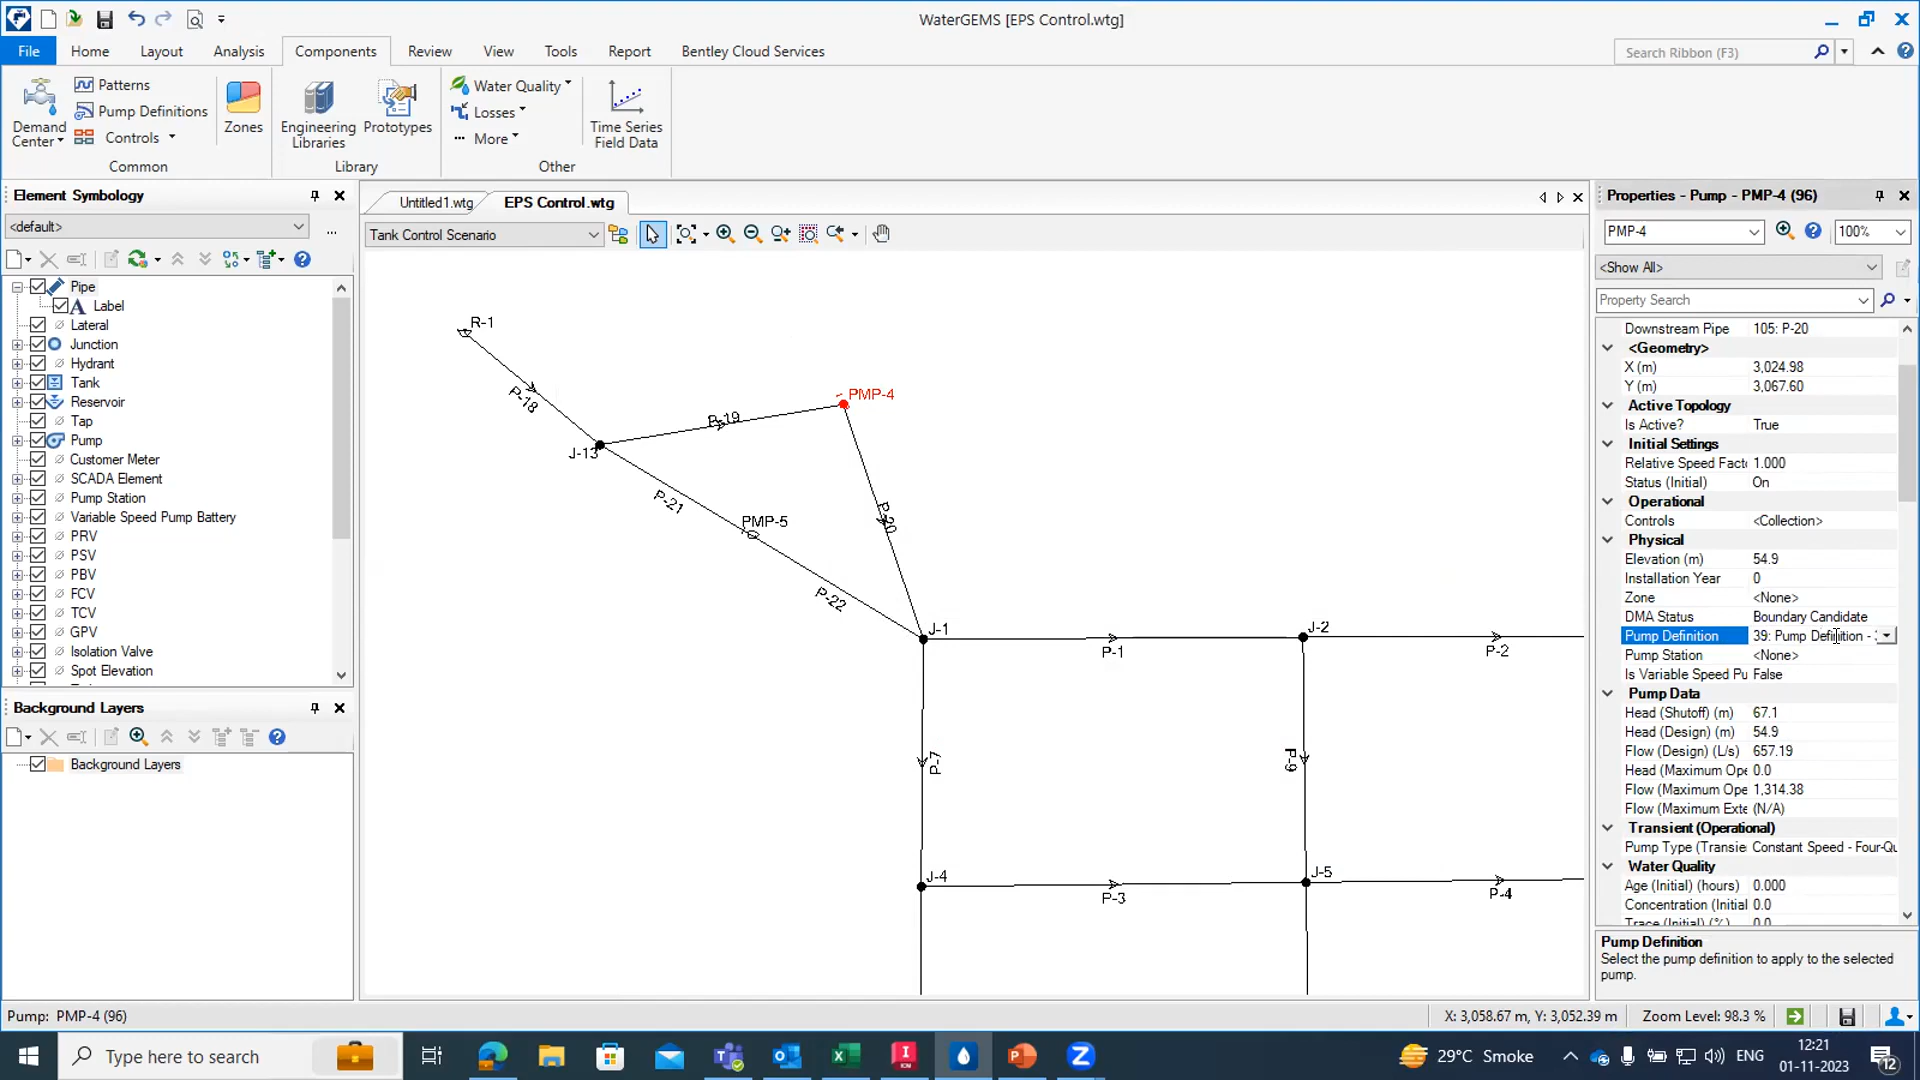 WaterGEMS [EPS Control.wtg]
File Home Layout Analysis Components Review View Tools Report Bentley Cloud Services
Search Ribbon (F3)
Demand Center
Patterns
Pump Definitions
Controls
Common
Zones
Engineering Libraries
Prototypes
Library
Water Quality
Losses
More
Other
Time Series Field Data
Element Symbology
<default>
...
Pipe
Label
Lateral
Junction
Hydrant
Tank
Reservoir
Tap
Pump
Customer Meter
SCADA Element
Pump Station
Variable Speed Pump Battery
PRV
PSV
PBV
FCV
TCV
GPV
Isolation Valve
Spot Elevation
Background Layers
Background Layers
Untitled1.wtg
EPS Control.wtg
Tank Control Scenario
R-1
P-18
J-13
P-19
PMP-4
P-20
P-21
PMP-5
P-22
J-1
P-1
J-2
P-2
P-7
P-9
J-4
P-3
J-5
P-4
Properties - Pump - PMP-4 (96)
PMP-4
100%
<Show All>
Property Search
Downstream Pipe 105: P-20
<Geometry>
X (m) 3,024.98
Y (m) 3,067.60
Active Topology
Is Active? True
Initial Settings
Relative Speed Facto 1.000
Status (Initial) On
Operational
Controls <Collection>
Physical
Elevation (m) 54.9
Installation Year 0
Zone <None>
DMA Status Boundary Candidate
Pump Definition 39: Pump Definition -
Pump Station <None>
Is Variable Speed Pu False
Pump Data
Head (Shutoff) (m) 67.1
Head (Design) (m) 54.9
Flow (Design) (L/s) 657.19
Head (Maximum Ope 0.0
Flow (Maximum Ope 1,314.38
Flow (Maximum Exte (N/A)
Transient (Operational)
Pump Type (Transie Constant Speed - Four-Qu
Water Quality
Age (Initial) (hours) 0.000
Concentration (Initial 0.0
Trace (Initial) (%) 0.0
Pump Definition
Select the pump definition to apply to the selected
pump.
Pump: PMP-4 (96)
X: 3,058.67 m, Y: 3,052.39 m
Zoom Level: 98.3 %
Type here to search
29°C Smoke
ENG
12:21
01-11-2023
12